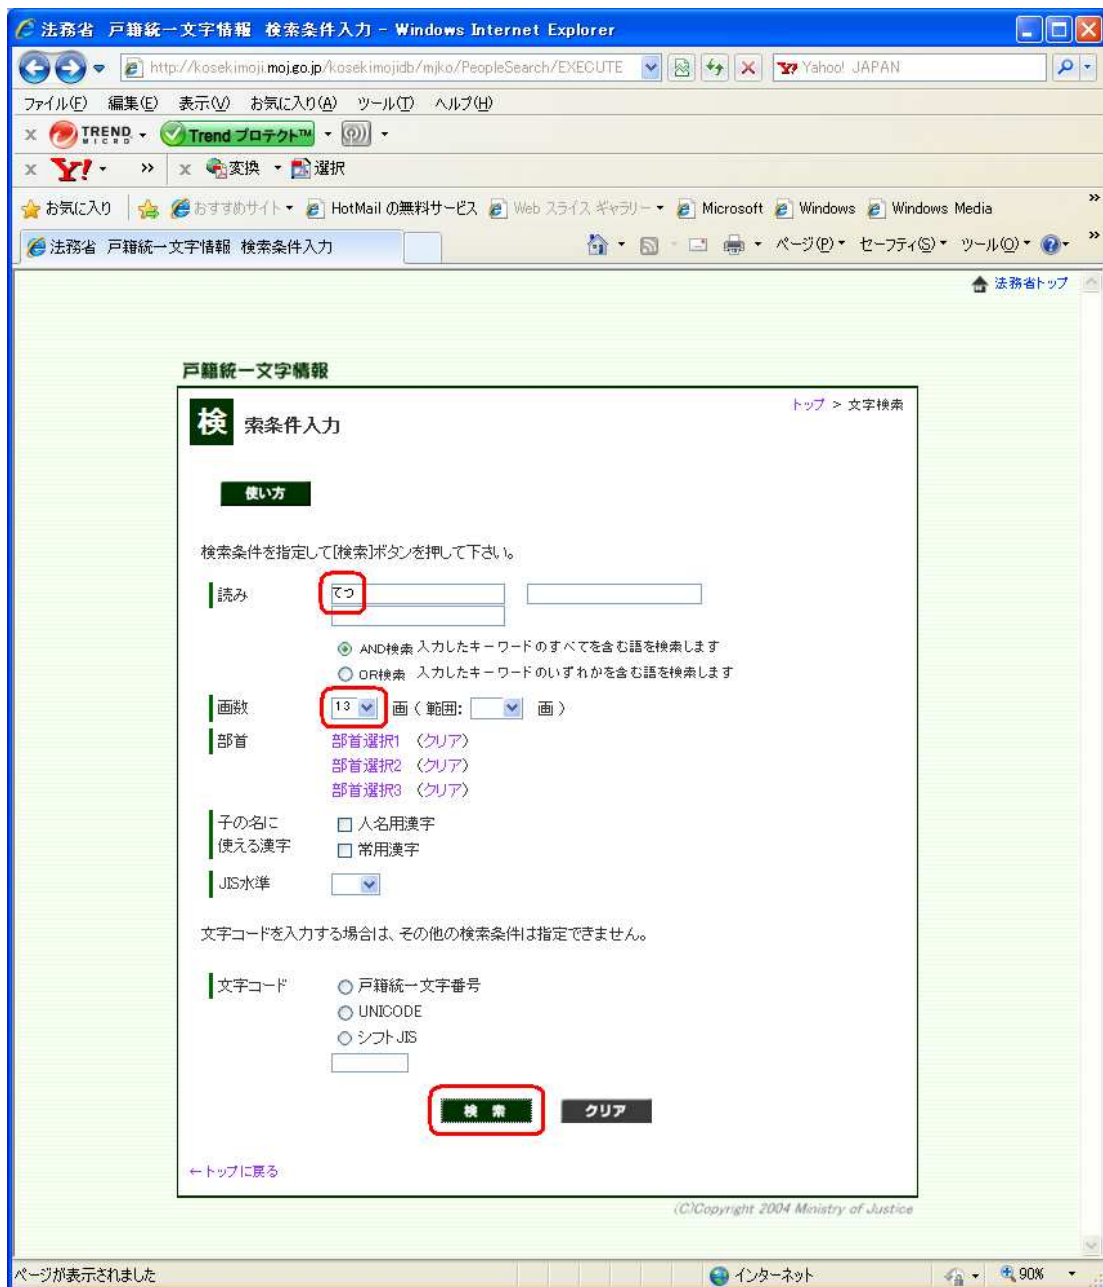 法務省 戸籍統一文字情報 検索条件入力 - Windows Internet Explorer
http://kosekimoji.moj.go.jp/kosekimojidb/mjko/PeopleSearch/EXECUTE Yahoo! JAPAN
ファイル(F) 編集(E) 表示(V) お気に入り(A) ツール(T) ヘルプ(H)
x TREND MICRO Trend プロテクト™
x Y! » x 変換 選択
お気に入り おすすめサイト HotMail の無料サービス Web スライス ギャラリー Microsoft Windows Windows Media »
法務省 戸籍統一文字情報 検索条件入力 ページ(P) セーフティ(S) ツール(O) »
法務省トップ
戸籍統一文字情報
トップ > 文字検索
検索条件入力
使い方
検索条件を指定して[検索]ボタンを押して下さい。
読み てつ
AND検索 入力したキーワードのすべてを含む語を検索します
OR検索 入力したキーワードのいずれかを含む語を検索します
画数 13 画 ( 範囲: 画 )
部首 部首選択1 (クリア)
部首選択2 (クリア)
部首選択3 (クリア)
子の名に 人名用漢字
使える漢字 常用漢字
JIS水準
文字コードを入力する場合は、その他の検索条件は指定できません。
文字コード 戸籍統一文字番号
UNICODE
シフトJIS
検 索 クリア
←トップに戻る
(C)Copyright 2004 Ministry of Justice
ページが表示されました インターネット 90%